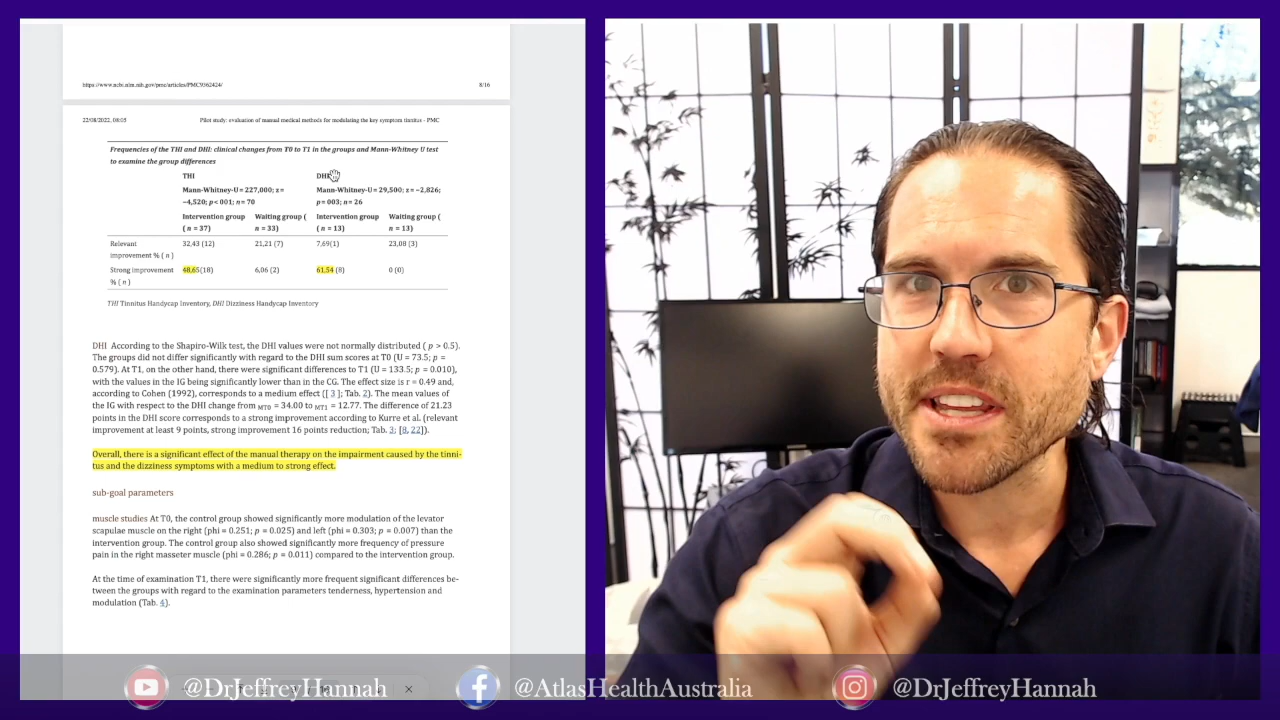 https://www.ncbi.nlm.nih.gov/pmc/articles/PMC9362424/ 8/16
22/08/2022, 08:05 Pilot study: evaluation of manual medical methods for modulating the key symptom tinnitus - PMC
Frequencies of the THI and DHI: clinical changes from T0 to T1 in the groups and Mann-Whitney U test
to examine the group differences
THI DHI
Mann-Whitney-U = 227,000; z = Mann-Whitney-U = 29,500; z = −2,826;
−4,520; p < 001; n = 70 p = 003; n = 26
Intervention group Waiting group ( Intervention group Waiting group (
( n = 37) n = 33) ( n = 13) n = 13)
Relevant 32,43 (12) 21,21 (7) 7,69(1) 23,08 (3)
improvement % ( n )
Strong improvement 48,65(18) 6,06 (2) 61,54 (8) 0 (0)
% ( n )
THI Tinnitus Handycap Inventory, DHI Dizziness Handycap Inventory
DHI According to the Shapiro-Wilk test, the DHI values were not normally distributed ( p > 0.5).
The groups did not differ significantly with regard to the DHI sum scores at T0 (U = 73.5; p =
0.579). At T1, on the other hand, there were significant differences to T1 (U = 133.5; p = 0.010),
with the values in the IG being significantly lower than in the CG. The effect size is r = 0.49 and,
according to Cohen (1992), corresponds to a medium effect ([ 3 ]; Tab. 2). The mean values of
the IG with respect to the DHI change from MT0 = 34.00 to MT1 = 12.77. The difference of 21.23
points in the DHI score corresponds to a strong improvement according to Kurre et al. (relevant
improvement at least 9 points, strong improvement 16 points reduction; Tab. 3; [8, 22]).
Overall, there is a significant effect of the manual therapy on the impairment caused by the tinni-
tus and the dizziness symptoms with a medium to strong effect.
sub-goal parameters
muscle studies At T0, the control group showed significantly more modulation of the levator
scapulae muscle on the right (phi = 0.251; p = 0.025) and left (phi = 0.303; p = 0.007) than the
intervention group. The control group also showed significantly more frequency of pressure
pain in the right masseter muscle (phi = 0.286; p = 0.011) compared to the intervention group.
At the time of examination T1, there were significantly more frequent significant differences be-
tween the groups with regard to the examination parameters tenderness, hypertension and
modulation (Tab. 4).
@DrJeffreyHannah @AtlasHealthAustralia @DrJeffreyHannah